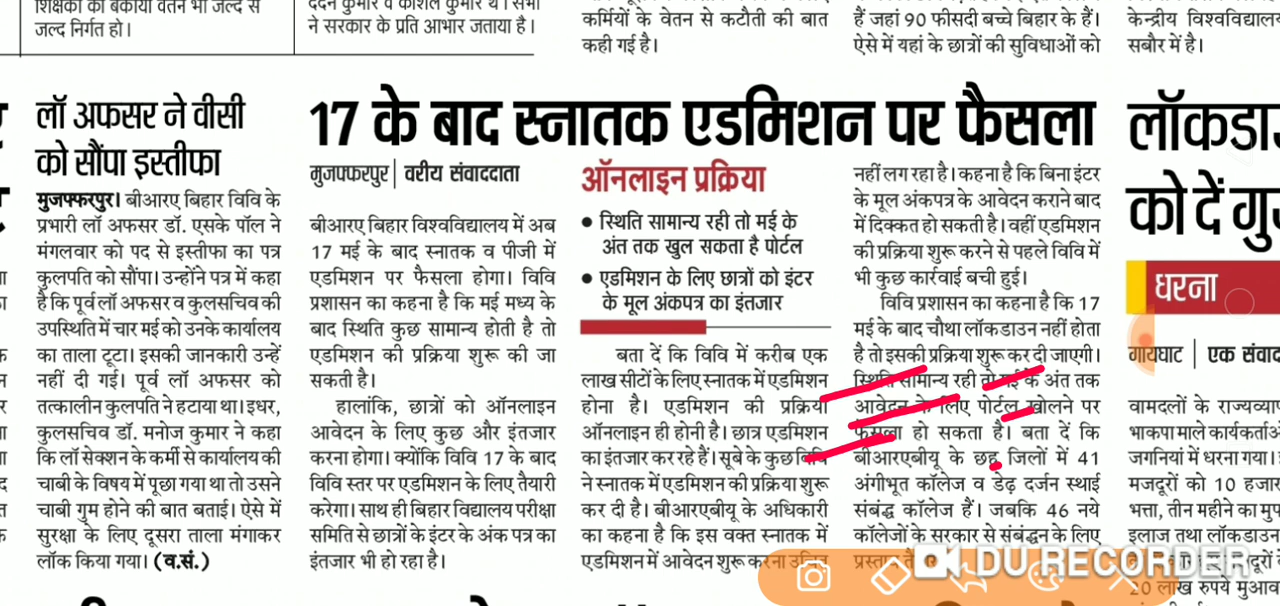 शिक्षकों का बकाया वेतन भी जल्द से
जल्द निर्गत हो।
ने सरकार के प्रति आभार जताया है।
कर्मियों के वेतन से कटौती की बात
कही गई है।
हैं जहां 90 फीसदी बच्चे बिहार के हैं।
ऐसे में यहां के छात्रों की सुविधाओं को
केन्द्रीय विश्वविद्यालय
सबौर में है।
लॉ अफसर ने वीसी
को सौंपा इस्तीफा
मुजफ्फरपुर। बीआरए बिहार विवि के
प्रभारी लॉ अफसर डॉ. एसके पॉल ने
मंगलवार को पद से इस्तीफा का पत्र
कुलपति को सौंपा। उन्होंने पत्र में कहा
है कि पूर्व लॉ अफसर व कुलसचिव की
उपस्थिति में चार मई को उनके कार्यालय
का ताला टूटा। इसकी जानकारी उन्हें
नहीं दी गई। पूर्व लॉ अफसर को
तत्कालीन कुलपति ने हटाया था। इधर,
कुलसचिव डॉ. मनोज कुमार ने कहा
कि लॉ सेक्शन के कर्मी से कार्यालय की
चाबी के विषय में पूछा गया था तो उसने
चाबी गुम होने की बात बताई। ऐसे में
सुरक्षा के लिए दूसरा ताला मंगाकर
लॉक किया गया। (व.सं.)
17 के बाद स्नातक एडमिशन पर फैसला
मुजफ्फरपुर | वरीय संवाददाता
बीआरए बिहार विश्वविद्यालय में अब
17 मई के बाद स्नातक व पीजी में
एडमिशन पर फैसला होगा। विवि
प्रशासन का कहना है कि मई मध्य के
बाद स्थिति कुछ सामान्य होती है तो
एडमिशन की प्रक्रिया शुरू की जा
सकती है।
हालांकि, छात्रों को ऑनलाइन
आवेदन के लिए कुछ और इंतजार
करना होगा। क्योंकि विवि 17 के बाद
विवि स्तर पर एडमिशन के लिए तैयारी
करेगा। साथ ही बिहार विद्यालय परीक्षा
समिति से छात्रों के इंटर के अंक पत्र का
इंतजार भी हो रहा है।
ऑनलाइन प्रक्रिया
● स्थिति सामान्य रही तो मई के
अंत तक खुल सकता है पोर्टल
● एडमिशन के लिए छात्रों को इंटर
के मूल अंकपत्र का इंतजार
बता दें कि विवि में करीब एक
लाख सीटों के लिए स्नातक में एडमिशन
होना है। एडमिशन की प्रक्रिया
ऑनलाइन ही होनी है। छात्र एडमिशन
का इंतजार कर रहे हैं। सूबे के कुछ विवि
ने स्नातक में एडमिशन की प्रक्रिया शुरू
कर दी है। बीआरएबीयू के अधिकारी
का कहना है कि इस वक्त स्नातक में
एडमिशन में आवेदन शुरू करना उचित
नहीं लग रहा है। कहना है कि बिना इंटर
के मूल अंकपत्र के आवेदन कराने बाद
में दिक्कत हो सकती है। वहीं एडमिशन
की प्रक्रिया शुरू करने से पहले विवि में
भी कुछ कार्रवाई बची हुई।
विवि प्रशासन का कहना है कि 17
मई के बाद चौथा लॉकडाउन नहीं होता
है तो इसकी प्रक्रिया शुरू कर दी जाएगी।
स्थिति सामान्य रही तो मई के अंत तक
आवेदन के लिए पोर्टल खोलने पर
फैसला हो सकता है। बता दें कि
बीआरएबीयू के छह जिलों में 41
अंगीभूत कॉलेज व डेढ़ दर्जन स्थाई
संबंद्ध कॉलेज हैं। जबकि 46 नये
कॉलेजों के सरकार से संबंद्धन के लिए
को दें
धरना
गायघाट | एक
वामदलों के
भाकपा माले
जगनियां में धरना गया।
मजदूरों को 10 हजार
भत्ता, तीन महीने का
इलाज तथा लॉकडाउन
20 लाख रुपये
DU RECORDER